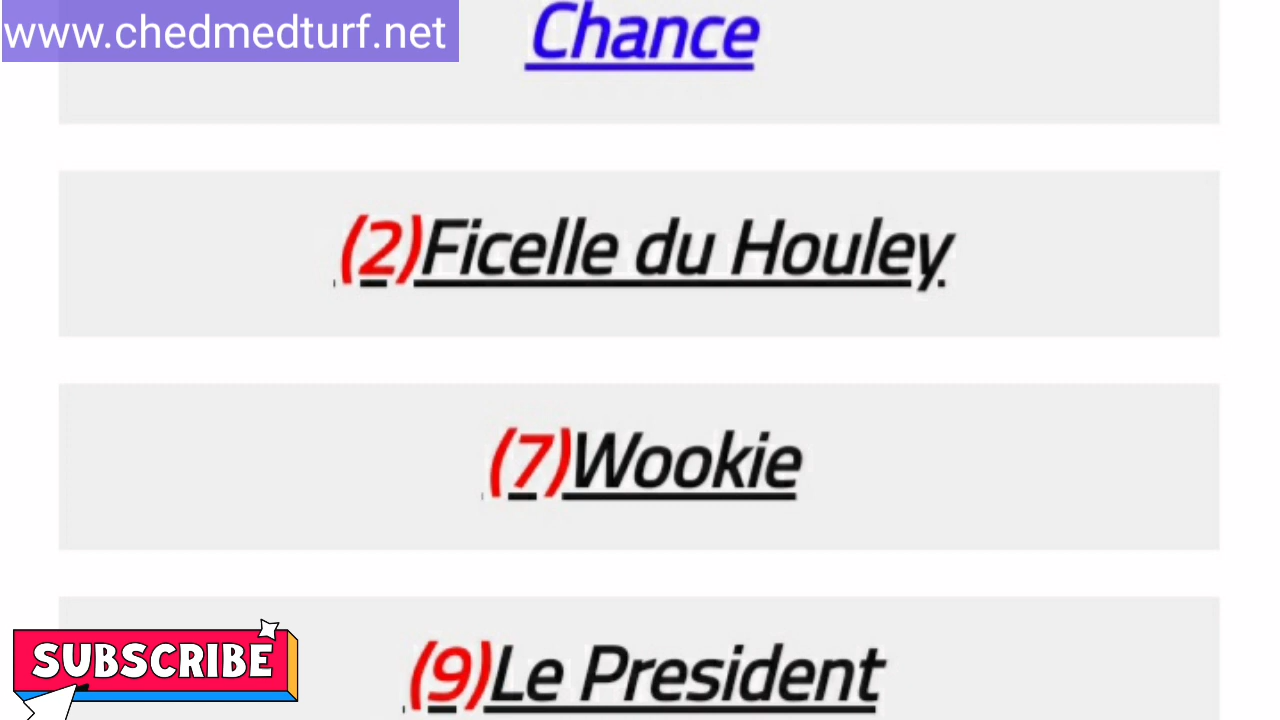 www.chedmedturf.net
Chance
(2)Ficelle du Houley
(7)Wookie
(9)Le President
SUBSCRIBE